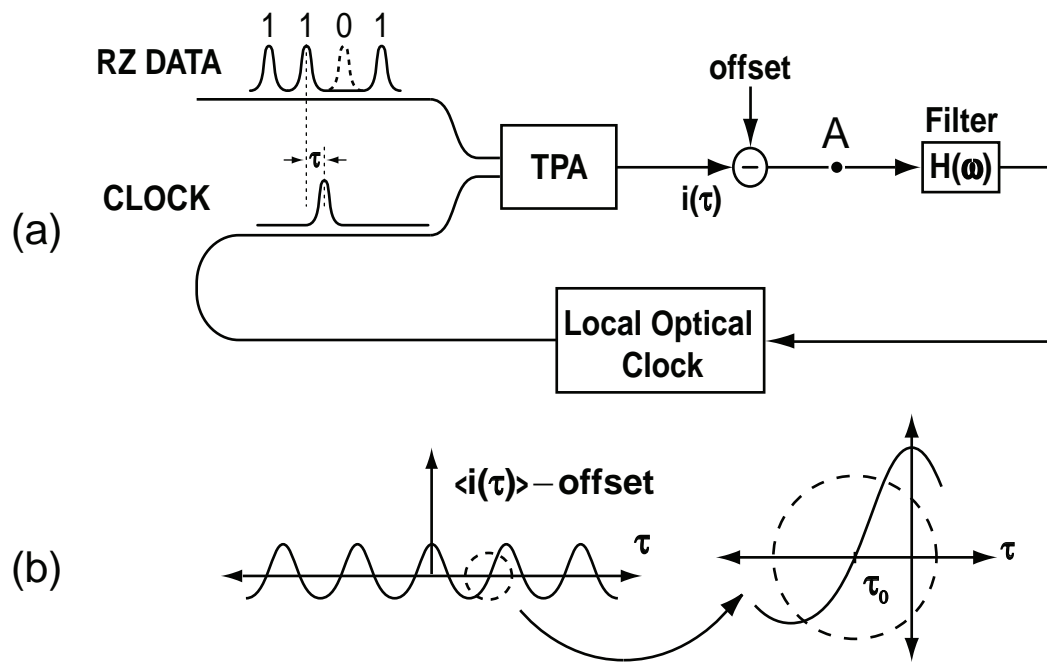 1 1 0 1
RZ DATA
offset
A
Filter
τ
TPA
−
H(ω)
i(τ)
CLOCK
(a)
Local Optical
Clock
<i(τ)> − offset
τ
τ
τ₀
(b)